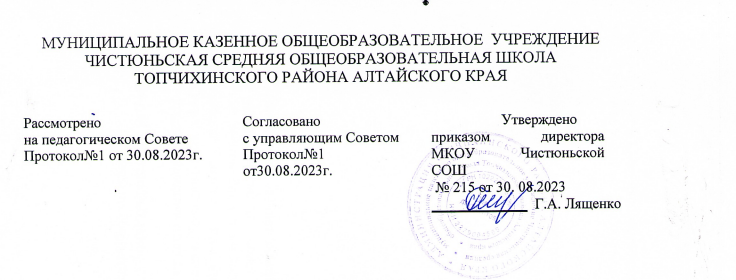 МУНИЦИПАЛЬНОЕ КАЗЕННОЕ ОБЩЕОБРАЗОВАТЕЛЬНОЕ УЧРЕЖДЕНИЕ
ЧИСТЮНЬСКАЯ СРЕДНЯЯ ОБЩЕОБРАЗОВАТЕЛЬНАЯ ШКОЛА
ТОПЧИХИНСКОГО РАЙОНА АЛТАЙСКОГО КРАЯ
Рассмотрено
на педагогическом Совете
Протокол№1 от 30.08.2023г.
Согласовано
с управляющим Советом
Протокол№1
от30.08.2023г.
Утверждено
приказом директора
МКОУ Чистюньской
СОШ
№ 215 от 30. 08.2023
Г.А. Лященко